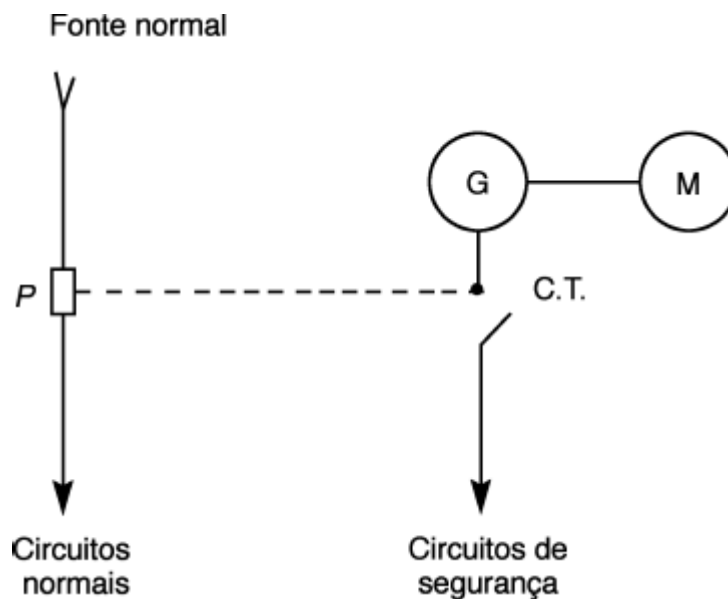 Fonte normal
G
M
P
C.T.
Circuitos
normais
Circuitos de
segurança